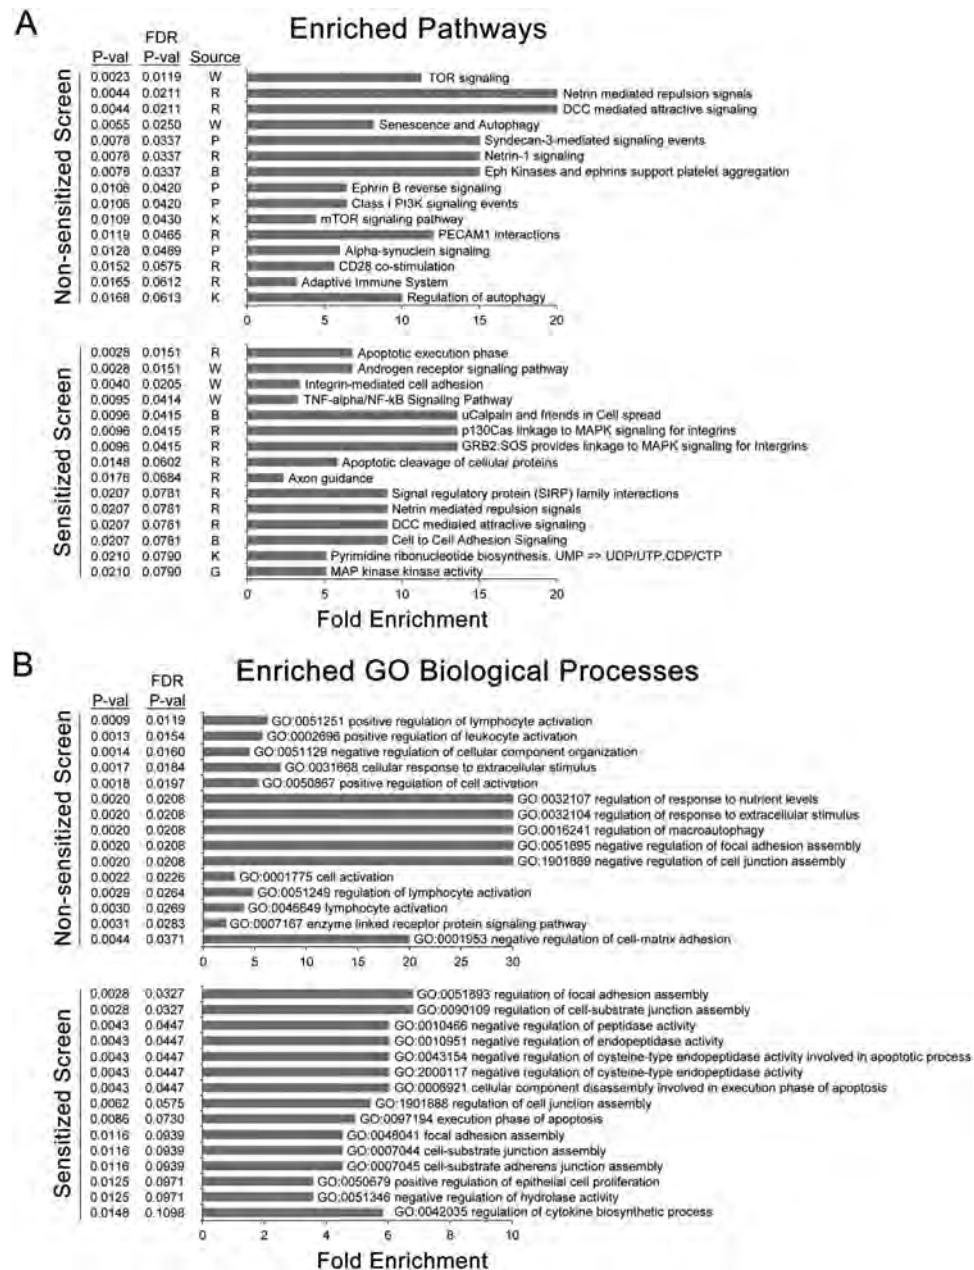 A
Enriched Pathways
FDR
P-val P-val Source
Non-sensitized Screen
0.0023 0.0119 W TOR signaling
0.0044 0.0211 R Netrin mediated repulsion signals
0.0044 0.0211 R DCC mediated attractive signaling
0.0055 0.0250 W Senescence and Autophagy
0.0078 0.0337 P Syndecan-3-mediated signaling events
0.0078 0.0337 R Netrin-1 signaling
0.0078 0.0337 B Eph Kinases and ephrins support platelet aggregation
0.0106 0.0420 P Ephrin B reverse signaling
0.0106 0.0420 P Class I PI3K signaling events
0.0109 0.0430 K mTOR signaling pathway
0.0119 0.0465 R PECAM1 interactions
0.0128 0.0489 P Alpha-synuclein signaling
0.0152 0.0575 R CD28 co-stimulation
0.0165 0.0612 R Adaptive Immune System
0.0168 0.0613 K Regulation of autophagy
0 5 10 15 20
Sensitized Screen
0.0028 0.0151 R Apoptotic execution phase
0.0028 0.0151 W Androgen receptor signaling pathway
0.0040 0.0205 W Integrin-mediated cell adhesion
0.0095 0.0414 W TNF-alpha/NF-kB Signaling Pathway
0.0096 0.0415 B uCalpain and friends in Cell spread
0.0096 0.0415 R p130Cas linkage to MAPK signaling for integrins
0.0096 0.0415 R GRB2:SOS provides linkage to MAPK signaling for Intergrins
0.0148 0.0602 R Apoptotic cleavage of cellular proteins
0.0176 0.0684 R Axon guidance
0.0207 0.0781 R Signal regulatory protein (SIRP) family interactions
0.0207 0.0781 R Netrin mediated repulsion signals
0.0207 0.0781 R DCC mediated attractive signaling
0.0207 0.0781 B Cell to Cell Adhesion Signaling
0.0210 0.0790 K Pyrimidine ribonucleotide biosynthesis. UMP => UDP/UTP.CDP/CTP
0.0210 0.0790 G MAP kinase kinase activity
0 5 10 15 20
Fold Enrichment
B
Enriched GO Biological Processes
FDR
P-val P-val
Non-sensitized Screen
0.0009 0.0119 GO:0051251 positive regulation of lymphocyte activation
0.0013 0.0154 GO:0002696 positive regulation of leukocyte activation
0.0014 0.0160 GO:0051129 negative regulation of cellular component organization
0.0017 0.0184 GO:0031668 cellular response to extracellular stimulus
0.0018 0.0197 GO:0050867 positive regulation of cell activation
0.0020 0.0208 GO:0032107 regulation of response to nutrient levels
0.0020 0.0208 GO:0032104 regulation of response to extracellular stimulus
0.0020 0.0208 GO:0016241 regulation of macroautophagy
0.0020 0.0208 GO:0051895 negative regulation of focal adhesion assembly
0.0020 0.0208 GO:1901889 negative regulation of cell junction assembly
0.0022 0.0226 GO:0001775 cell activation
0.0029 0.0264 GO:0051249 regulation of lymphocyte activation
0.0030 0.0269 GO:0046649 lymphocyte activation
0.0031 0.0283 GO:0007167 enzyme linked receptor protein signaling pathway
0.0044 0.0371 GO:0001953 negative regulation of cell-matrix adhesion
0 5 10 15 20 25 30
Sensitized Screen
0.0028 0.0327 GO:0051893 regulation of focal adhesion assembly
0.0028 0.0327 GO:0090109 regulation of cell-substrate junction assembly
0.0043 0.0447 GO:0010466 negative regulation of peptidase activity
0.0043 0.0447 GO:0010951 negative regulation of endopeptidase activity
0.0043 0.0447 GO:0043154 negative regulation of cysteine-type endopeptidase activity involved in apoptotic process
0.0043 0.0447 GO:2000117 negative regulation of cysteine-type endopeptidase activity
0.0043 0.0447 GO:0006921 cellular component disassembly involved in execution phase of apoptosis
0.0062 0.0575 GO:1901888 regulation of cell junction assembly
0.0086 0.0730 GO:0097194 execution phase of apoptosis
0.0116 0.0939 GO:0048041 focal adhesion assembly
0.0116 0.0939 GO:0007044 cell-substrate junction assembly
0.0116 0.0939 GO:0007045 cell-substrate adherens junction assembly
0.0125 0.0971 GO:0050679 positive regulation of epithelial cell proliferation
0.0125 0.0971 GO:0051346 negative regulation of hydrolase activity
0.0148 0.1098 GO:0042035 regulation of cytokine biosynthetic process
0 2 4 6 8 10
Fold Enrichment